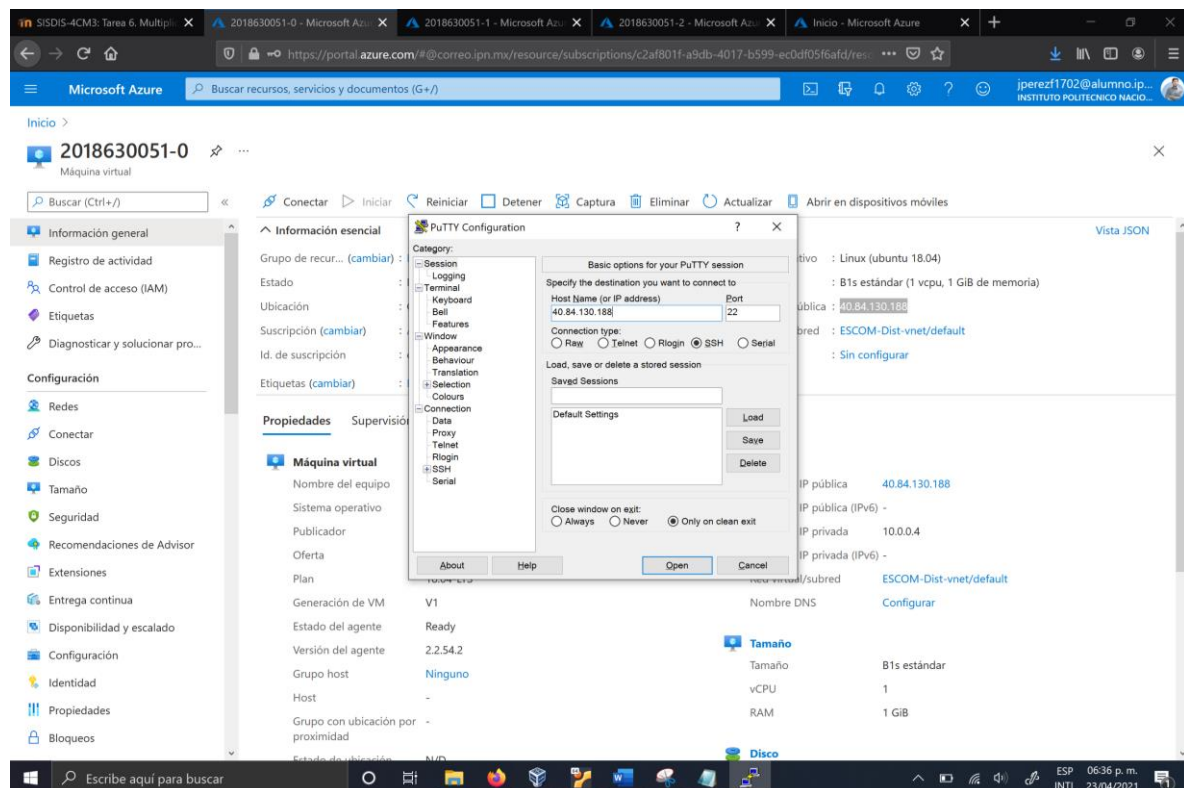 SISDIS-4CM3: Tarea 6. Multiplic
2018630051-0 - Microsoft Azu
2018630051-1 - Microsoft Azu
2018630051-2 - Microsoft Azu
Inicio - Microsoft Azure
https://portal.azure.com/#@correo.ipn.mx/resource/subscriptions/c2af801f-a9db-4017-b599-ec0df05f6afd/res
Microsoft Azure
Buscar recursos, servicios y documentos (G+/)
jperezf1702@alumno.ip...
INSTITUTO POLITECNICO NACIO...
Inicio >
2018630051-0
Máquina virtual
Buscar (Ctrl+/)
Conectar Iniciar Reiniciar Detener Captura Eliminar Actualizar Abrir en dispositivos móviles
Información general
Registro de actividad
Control de acceso (IAM)
Etiquetas
Diagnosticar y solucionar pro...
Configuración
Redes
Conectar
Discos
Tamaño
Seguridad
Recomendaciones de Advisor
Extensiones
Entrega continua
Disponibilidad y escalado
Configuración
Identidad
Propiedades
Bloqueos
Información esencial
Vista JSON
Grupo de recur... (cambiar) :
Estado :
Ubicación :
Suscripción (cambiar) :
Id. de suscripción :
Etiquetas (cambiar) :
tivo : Linux (ubuntu 18.04)
: B1s estándar (1 vcpu, 1 GiB de memoria)
ública : 40.84.130.188
bred : ESCOM-Dist-vnet/default
: Sin configurar
PuTTY Configuration ? X
Category:
Session
Logging
Terminal
Keyboard
Bell
Features
Window
Appearance
Behaviour
Translation
Selection
Colours
Connection
Data
Proxy
Telnet
Rlogin
SSH
Serial
Basic options for your PuTTY session
Specify the destination you want to connect to
Host Name (or IP address) Port
40.84.130.188 22
Connection type:
Raw Telnet Rlogin SSH Serial
Load, save or delete a stored session
Saved Sessions
Default Settings
Load
Save
Delete
Close window on exit:
Always Never Only on clean exit
About Help Open Cancel
Propiedades Supervisió
Máquina virtual
Nombre del equipo
Sistema operativo
Publicador
Oferta
Plan
Generación de VM V1
Estado del agente Ready
Versión del agente 2.2.54.2
Grupo host Ninguno
Host -
Grupo con ubicación por -
proximidad
Estado de ubicación N/D
IP pública 40.84.130.188
IP pública (IPv6) -
IP privada 10.0.0.4
IP privada (IPv6) -
Red virtual/subred ESCOM-Dist-vnet/default
Nombre DNS Configurar
Tamaño
Tamaño B1s estándar
vCPU 1
RAM 1 GiB
Disco
Escribe aquí para buscar
ESP 06:36 p. m.
INTL 23/04/2021